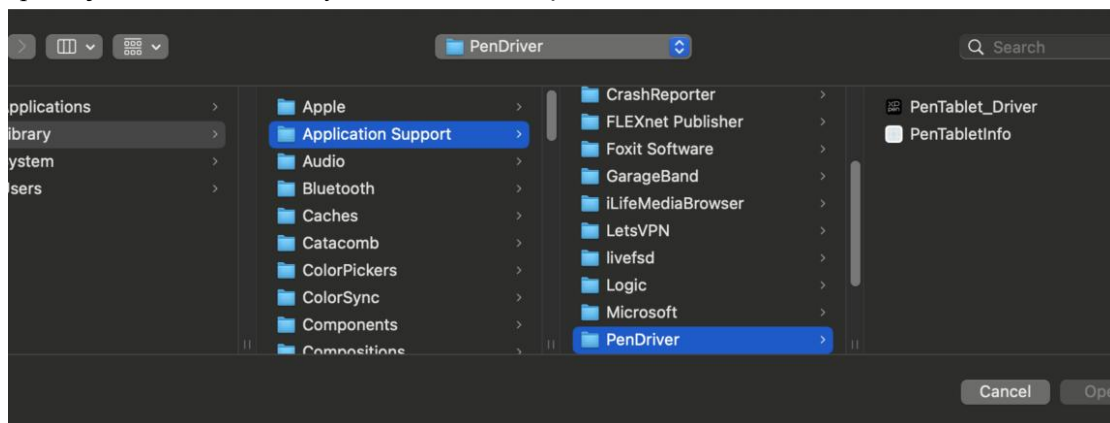 PenDriver
Search
pplications
ibrary
ystem
sers
Apple
Application Support
Audio
Bluetooth
Caches
Catacomb
ColorPickers
ColorSync
Components
Compositions
CrashReporter
FLEXnet Publisher
Foxit Software
GarageBand
iLifeMediaBrowser
LetsVPN
livefsd
Logic
Microsoft
PenDriver
PenTablet_Driver
PenTabletInfo
Cancel
Ope